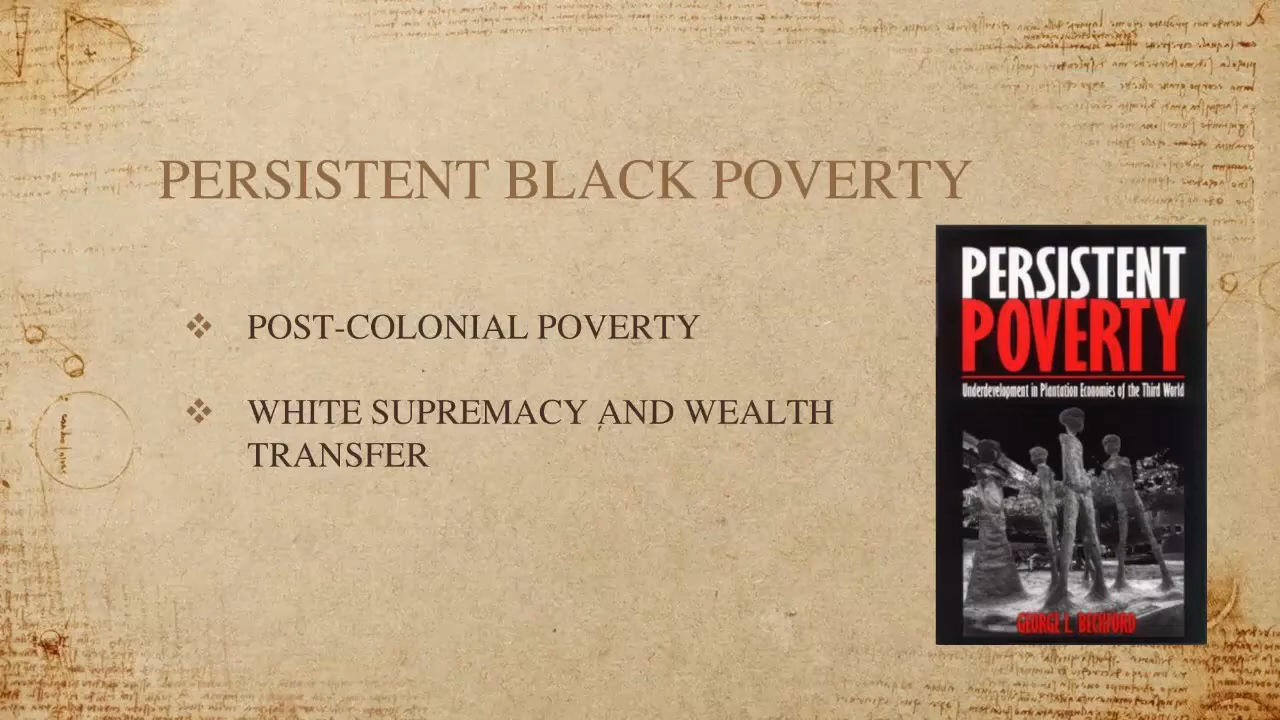 PERSISTENT BLACK POVERTY
POST-COLONIAL POVERTY
WHITE SUPREMACY AND WEALTH
TRANSFER
PERSISTENT
POVERTY
Underdevelopment in Plantation Economies of the Third World
GEORGE L. BECKFORD